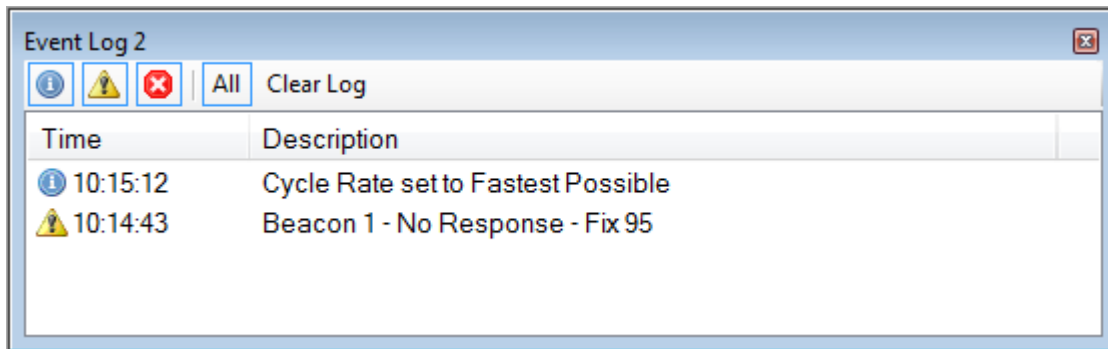 Event Log 2
All Clear Log
Time Description
10:15:12 Cycle Rate set to Fastest Possible
10:14:43 Beacon 1 - No Response - Fix 95